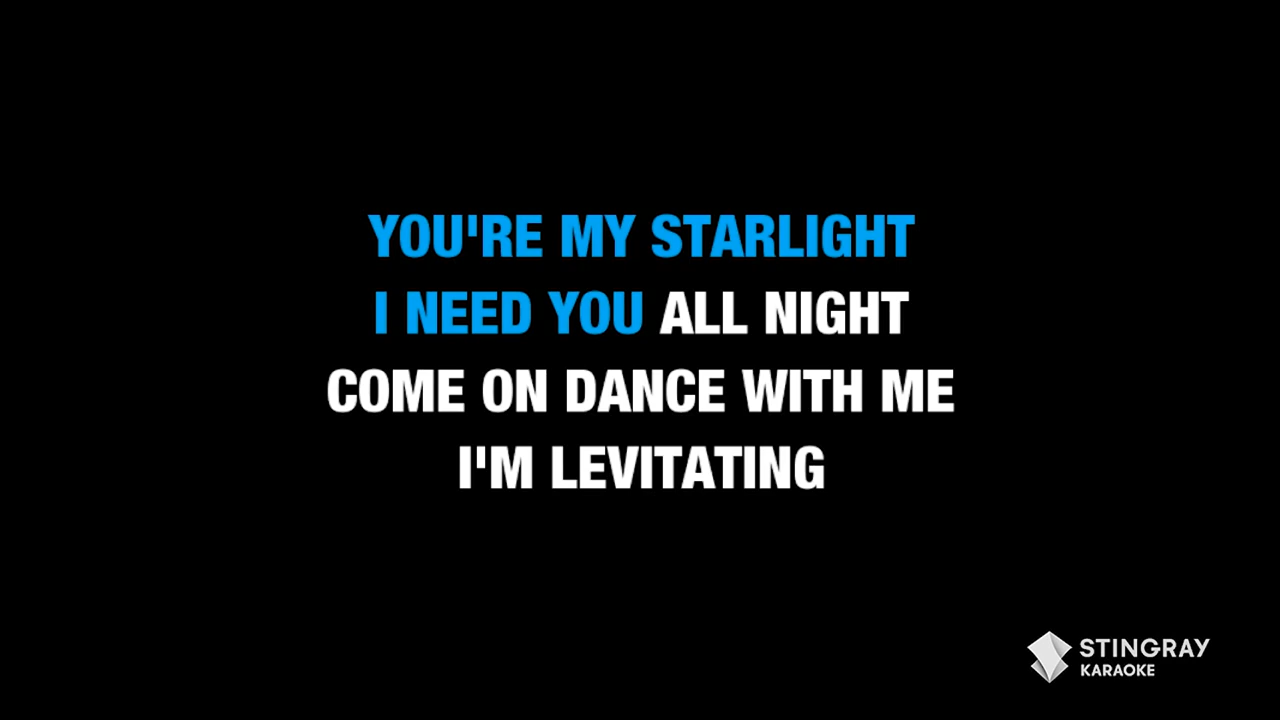 YOU'RE MY STARLIGHT
I NEED YOU ALL NIGHT
COME ON DANCE WITH ME
I'M LEVITATING
STINGRAY
KARAOKE